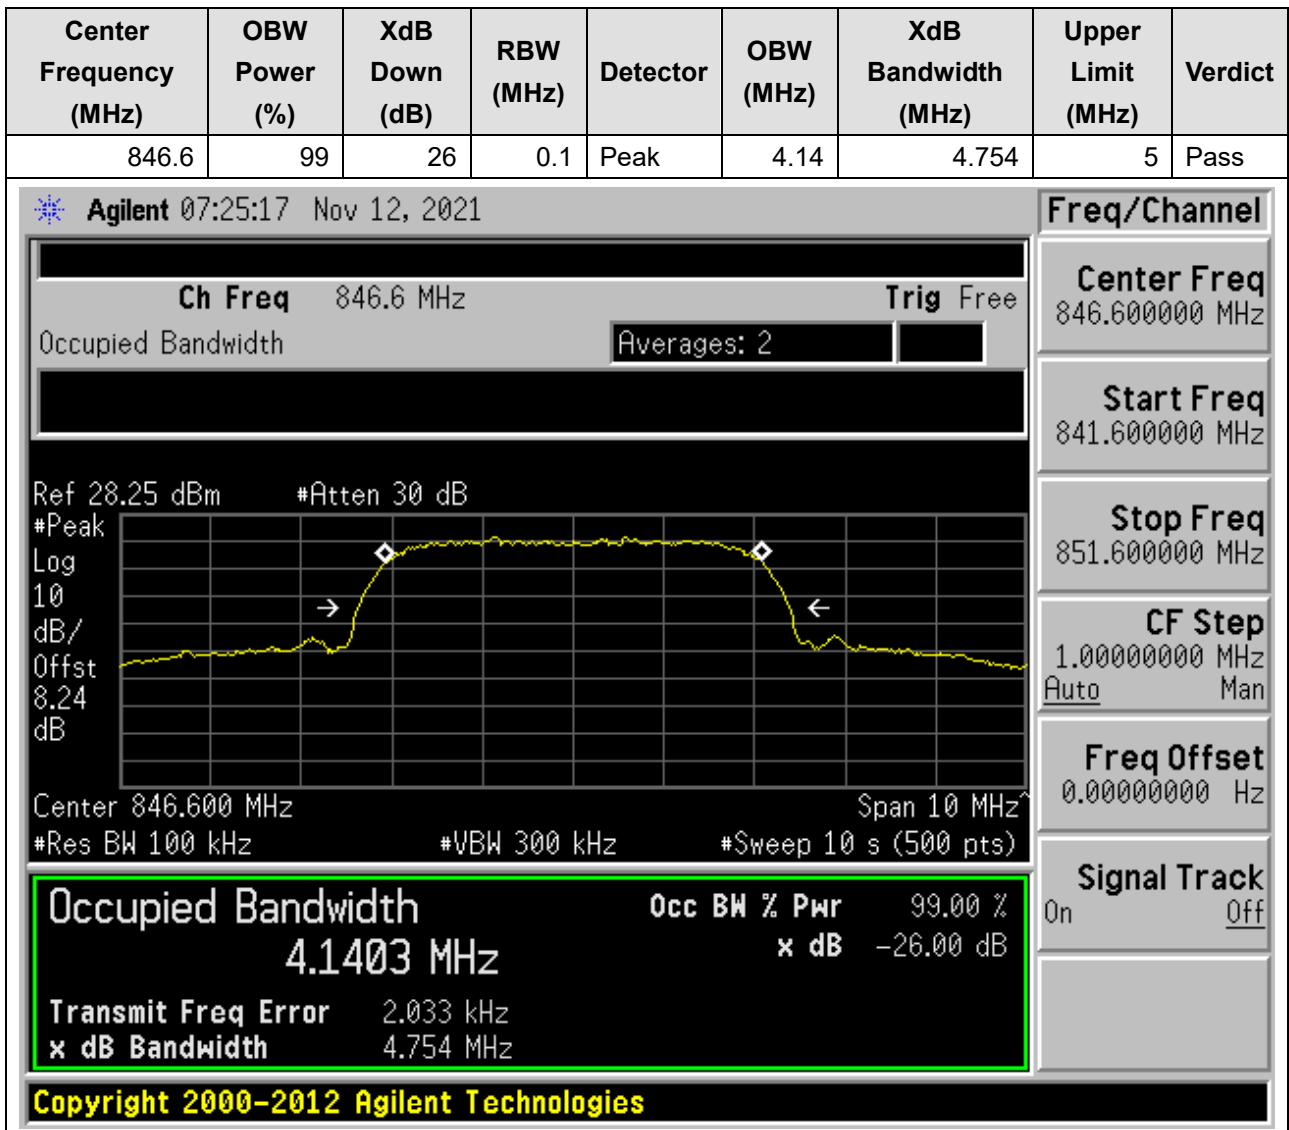 Center Frequency (MHz) OBW Power (%) XdB Down (dB) RBW (MHz) Detector OBW (MHz) XdB Bandwidth (MHz) Upper Limit (MHz) Verdict
846.6 99 26 0.1 Peak 4.14 4.754 5 Pass
Agilent 07:25:17 Nov 12, 2021
Freq/Channel
Ch Freq 846.6 MHz Trig Free
Occupied Bandwidth Averages: 2
Center Freq
846.600000 MHz
Start Freq
841.600000 MHz
Stop Freq
851.600000 MHz
CF Step
1.00000000 MHz
Auto Man
Freq Offset
0.00000000 Hz
Signal Track
On Off
Ref 28.25 dBm #Atten 30 dB
#Peak
Log
10
dB/
Offst
8.24
dB
Center 846.600 MHz Span 10 MHz^
#Res BW 100 kHz #VBW 300 kHz #Sweep 10 s (500 pts)
Occupied Bandwidth Occ BW % Pwr 99.00 %
4.1403 MHz x dB -26.00 dB
Transmit Freq Error 2.033 kHz
x dB Bandwidth 4.754 MHz
Copyright 2000-2012 Agilent Technologies